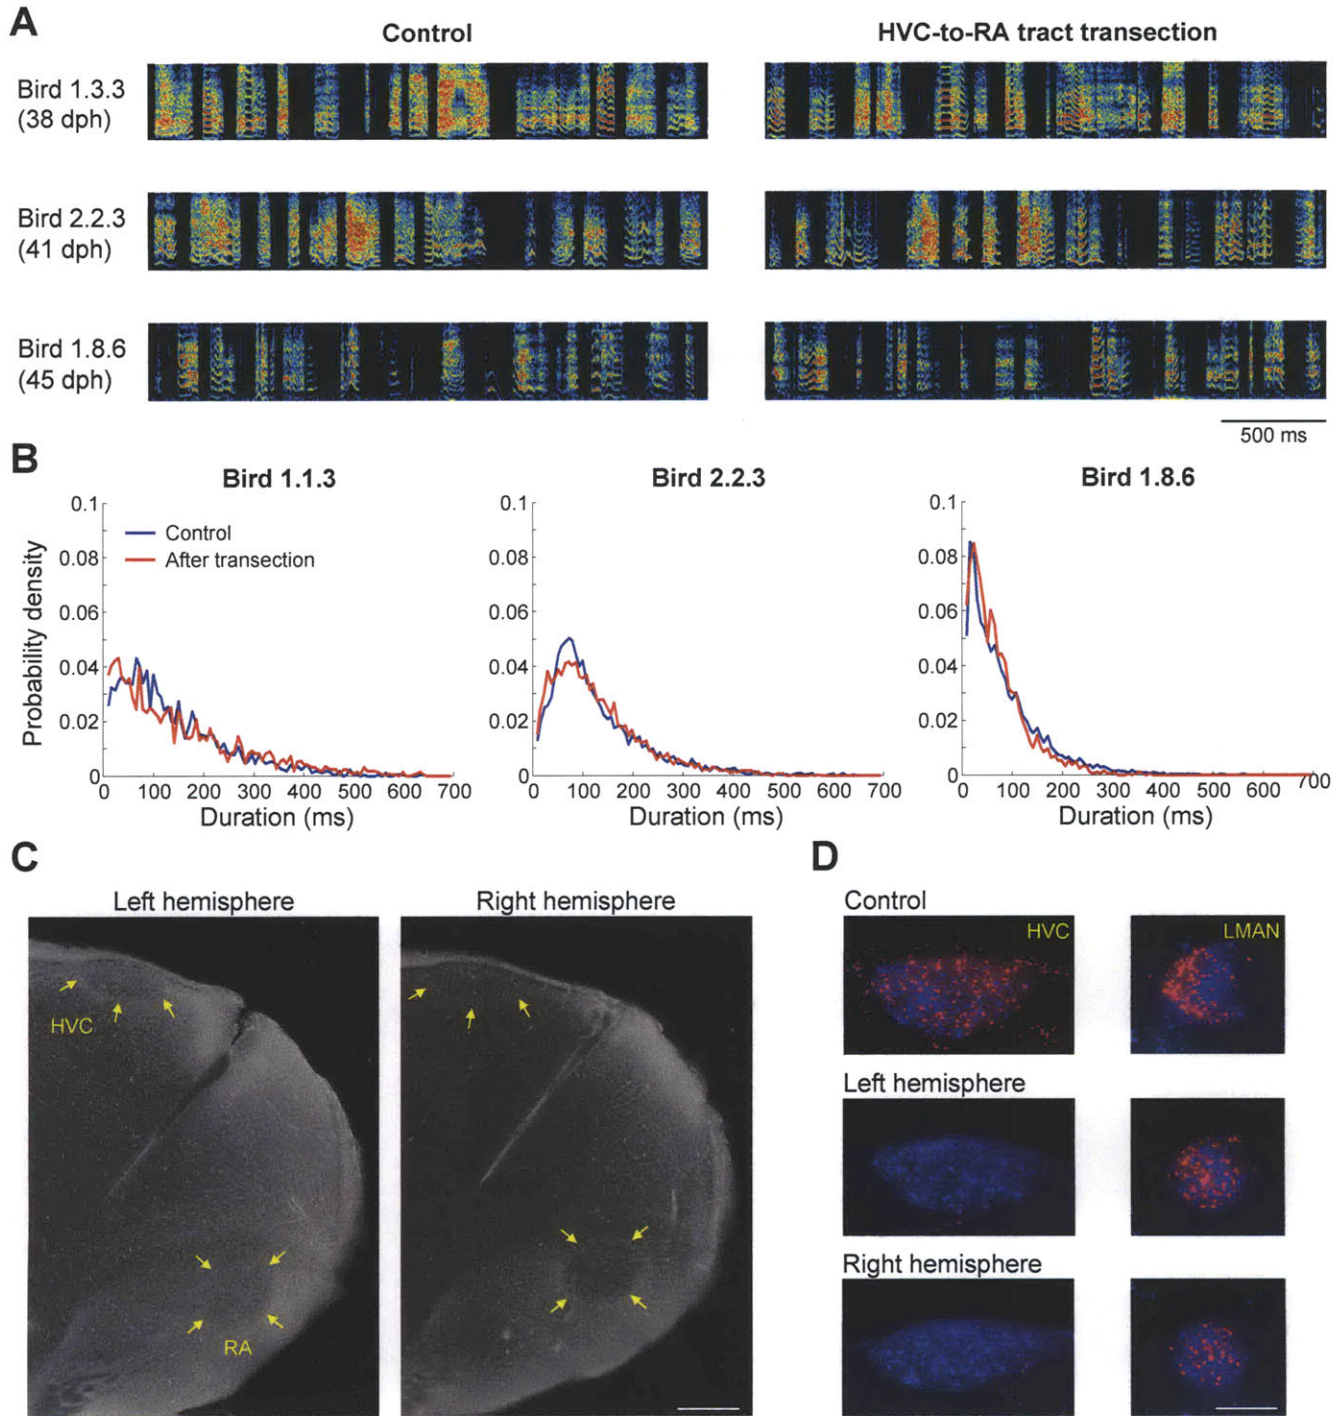 A
Control
HVC-to-RA tract transection
Bird 1.3.3
(38 dph)
Bird 2.2.3
(41 dph)
Bird 1.8.6
(45 dph)
500 ms
B
Bird 1.1.3
Bird 2.2.3
Bird 1.8.6
Control
After transection
Probability density
0.1
0.08
0.06
0.04
0.02
0
0 100 200 300 400 500 600 700
Duration (ms)
0.1
0.08
0.06
0.04
0.02
0
0 100 200 300 400 500 600 700
Duration (ms)
0.1
0.08
0.06
0.04
0.02
0
0 100 200 300 400 500 600 700
Duration (ms)
C
Left hemisphere
Right hemisphere
HVC
RA
D
Control
HVC
LMAN
Left hemisphere
Right hemisphere